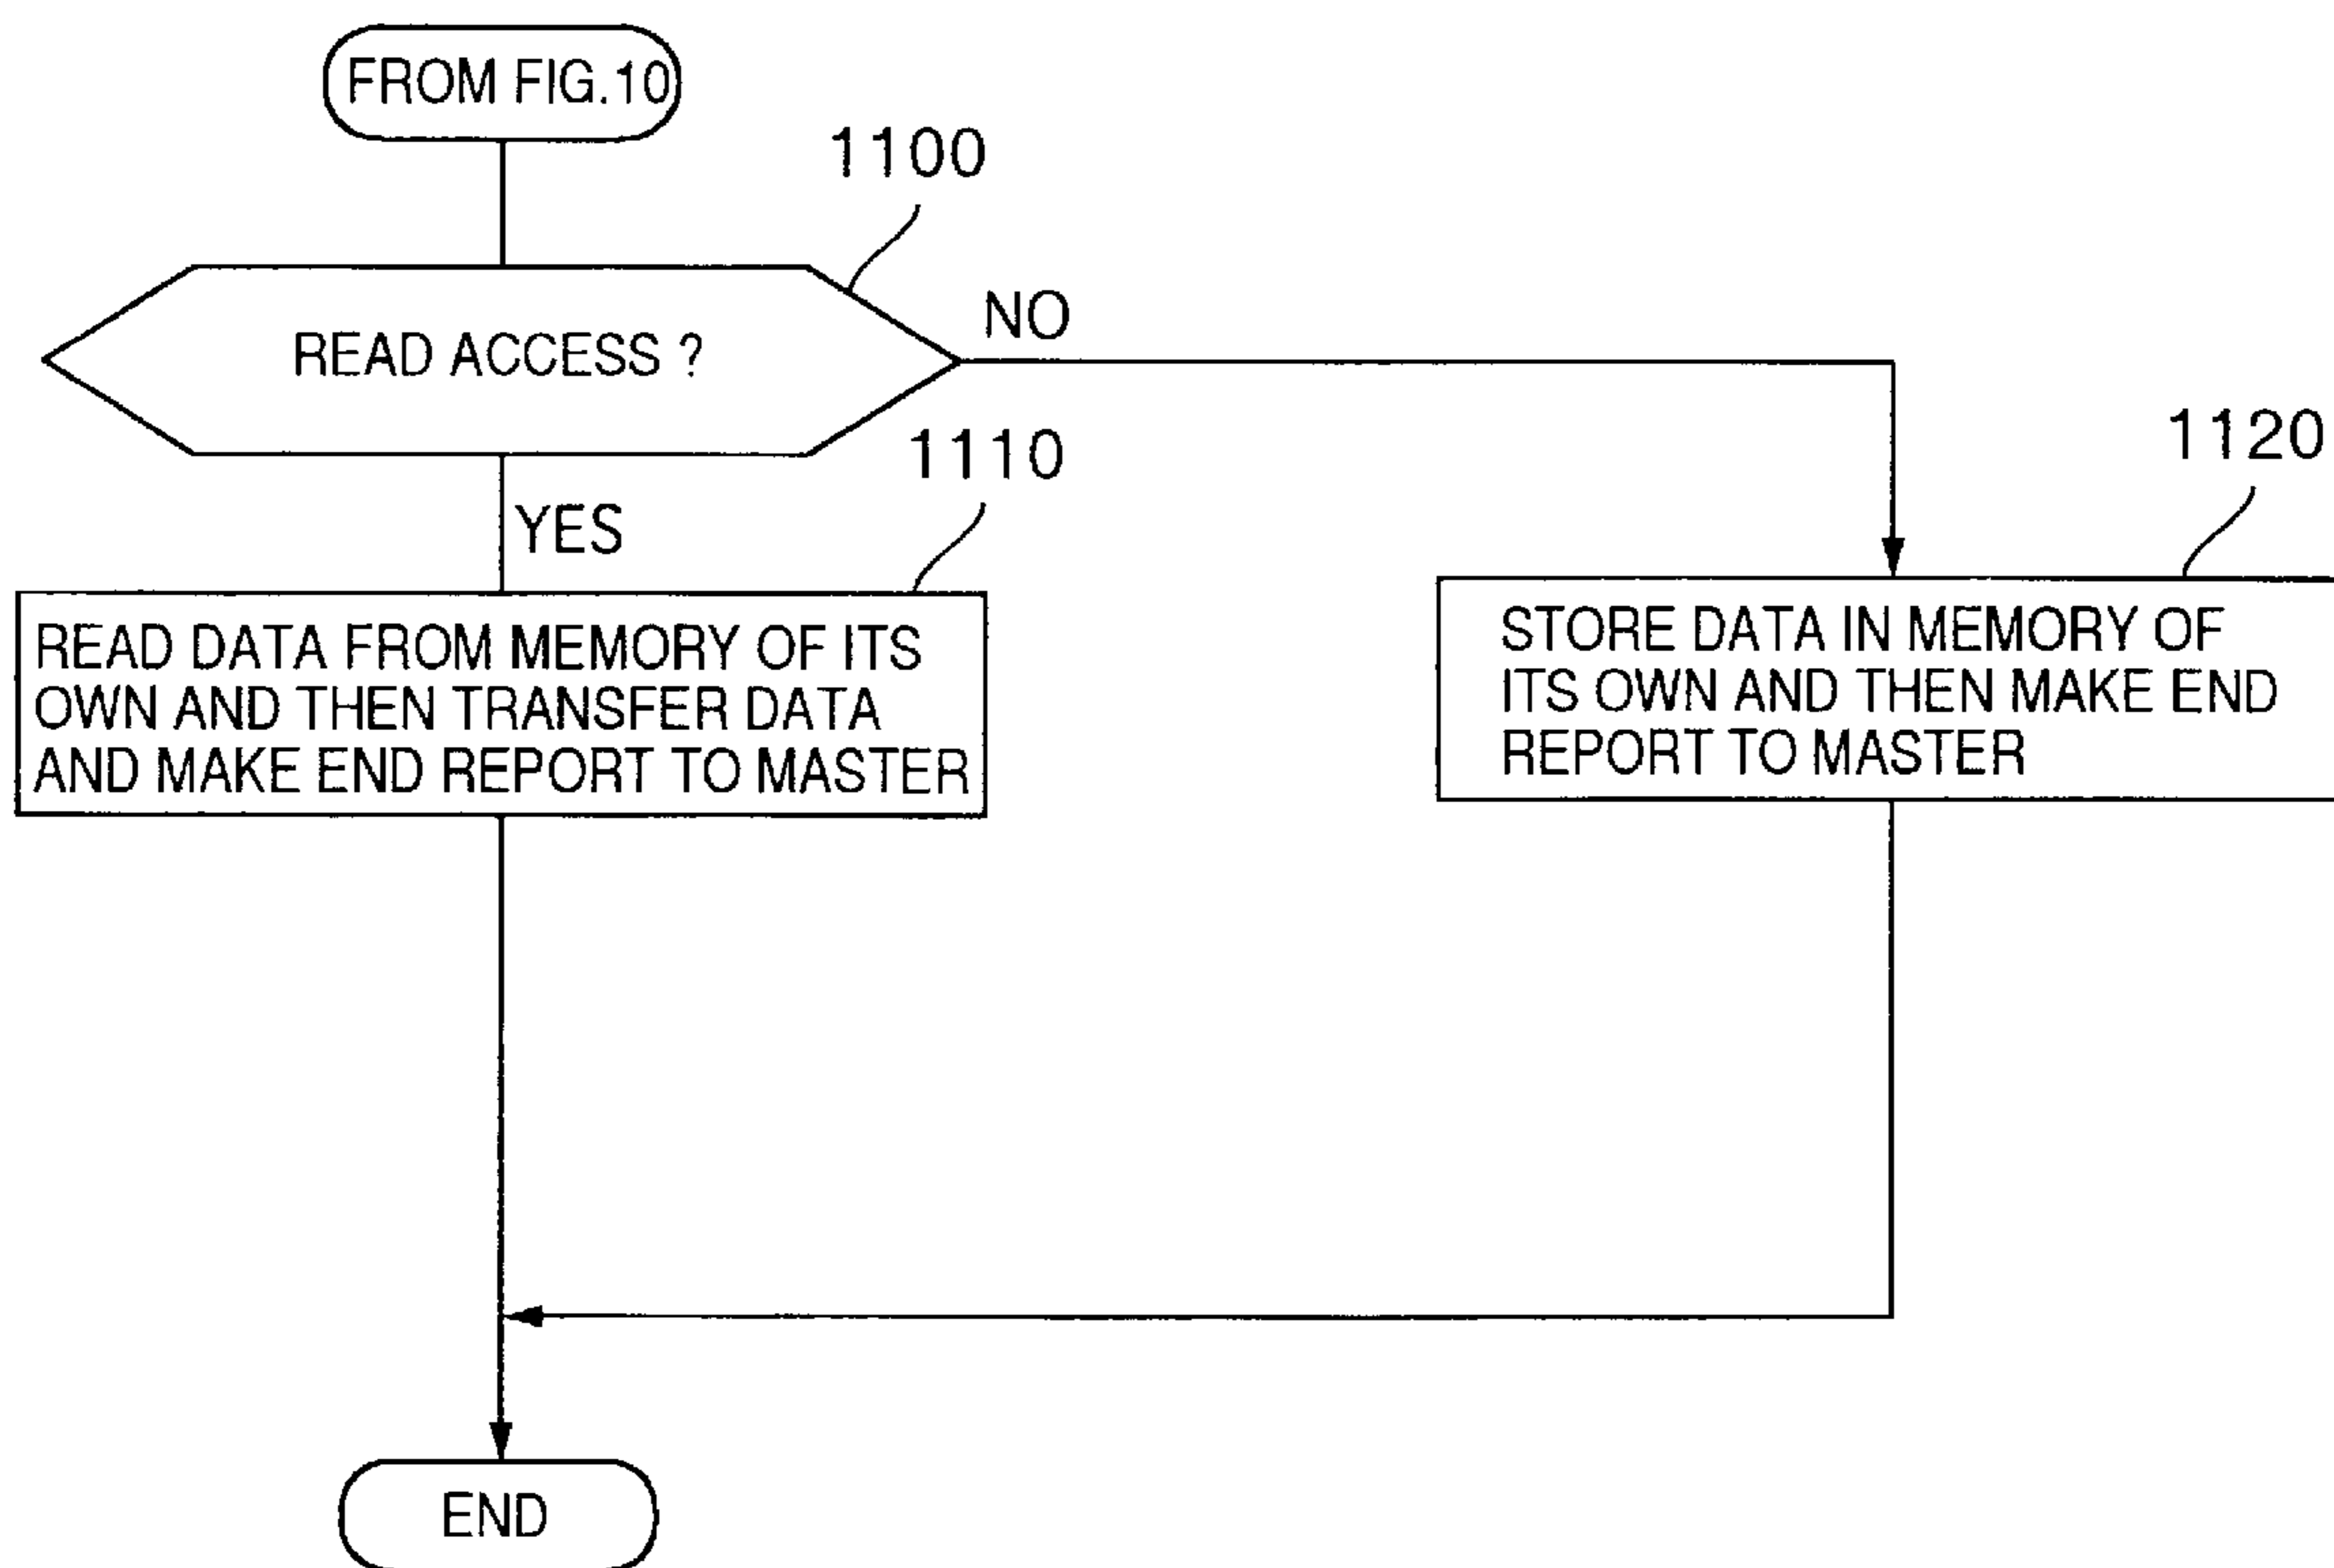 FROM FIG.10
1100
READ ACCESS ?
NO
1110
1120
YES
READ DATA FROM MEMORY OF ITS
OWN AND THEN TRANSFER DATA
AND MAKE END REPORT TO MASTER
STORE DATA IN MEMORY OF
ITS OWN AND THEN MAKE END
REPORT TO MASTER
END